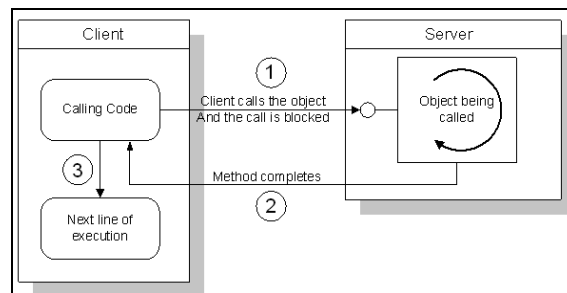 Client
Server
1
Calling Code
Client calls the object
And the call is blocked
Object being
called
3
Method completes
2
Next line of
execution